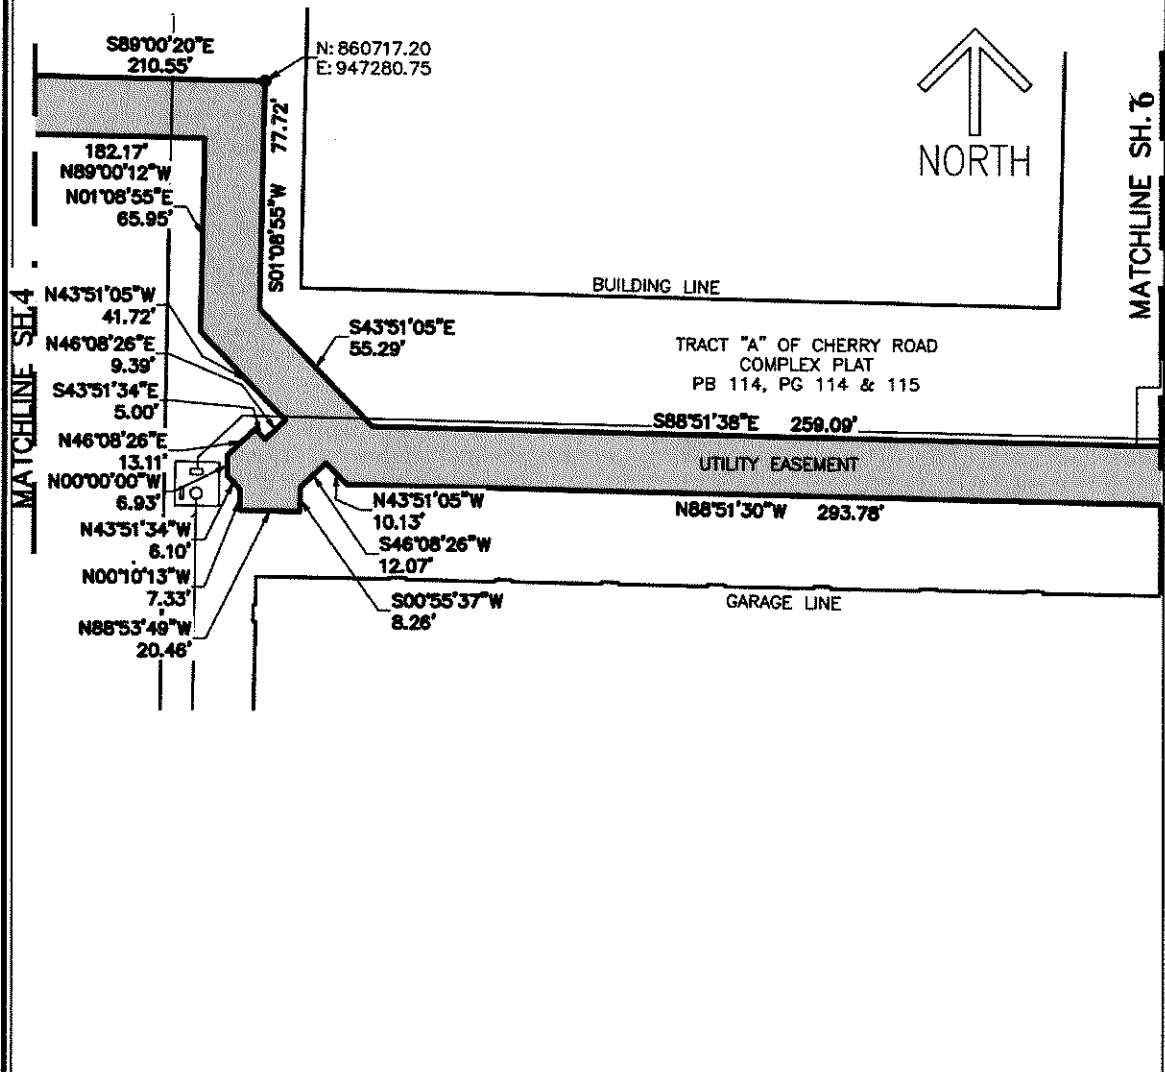 S89°00'20"E
210.55'
N: 860717.20
E: 947280.75
77.72'
S01°08'55"W
182.17'
N89°00'12"W
N01°08'55"E
65.95'
NORTH
MATCHLINE SH. 6
MATCHLINE SH.4
BUILDING LINE
N43°51'05"W
41.72'
N46°08'26"E
9.39'
S43°51'34"E
5.00'
N46°08'26"E
13.11'
N00°00'00"W
6.93'
N43°51'34"W
6.10'
N00°10'13"W
7.33'
N88°53'49"W
20.46'
S43°51'05"E
55.29'
TRACT "A" OF CHERRY ROAD
COMPLEX PLAT
PB 114, PG 114 & 115
S88°51'38"E 259.09'
UTILITY EASEMENT
N88°51'30"W 293.78'
N43°51'05"W
10.13'
S46°08'26"W
12.07'
S00°55'37"W
8.26'
GARAGE LINE